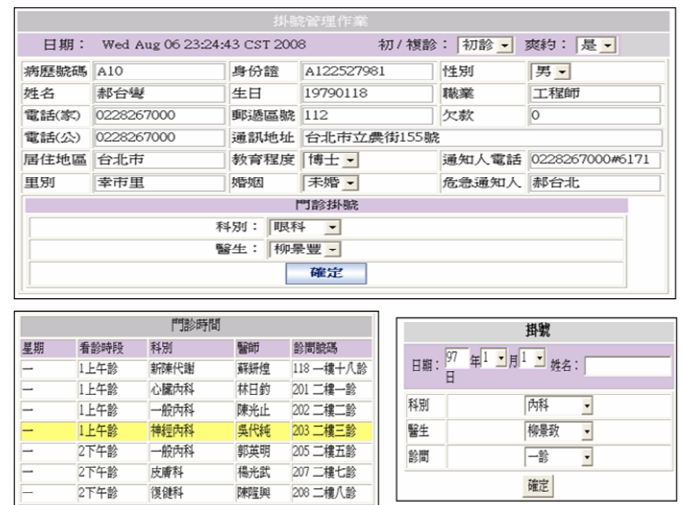 掛號管理作業
日期： Wed Aug 06 23:24:43 CST 2008 初/複診： 初診 爽約： 是
病歷號碼 A10 身份證 A122527981 性別 男
姓名 郝台灣 生日 19790118 職業 工程師
電話(家) 0228267000 郵遞區號 112 欠款 0
電話(公) 0228267000 通訊地址 台北市立農街155號
居住地區 台北市 教育程度 博士 通知人電話 0228267000#6171
里別 幸市里 婚姻 未婚 危急通知人 郝台北
門診掛號
科別： 眼科
醫生： 柳景豐
確定
門診時間
星期 看診時段 科別 醫師 診間號碼
一 1上午診 新陳代謝 蘇妍煌 118 一樓十八診
一 1上午診 心臟內科 林日鈞 201 二樓一診
一 1上午診 一般內科 陳光止 202 二樓二診
一 1上午診 神經內科 吳代純 203 二樓三診
一 2下午診 一般內科 郭英明 205 二樓五診
一 2下午診 皮膚科 楊光武 207 二樓七診
一 2下午診 復健科 陳隆興 208 二樓八診
掛號
日期： 97 年 1 月 1 日 姓名：
科別 內科
醫生 柳景致
診間 一診
確定